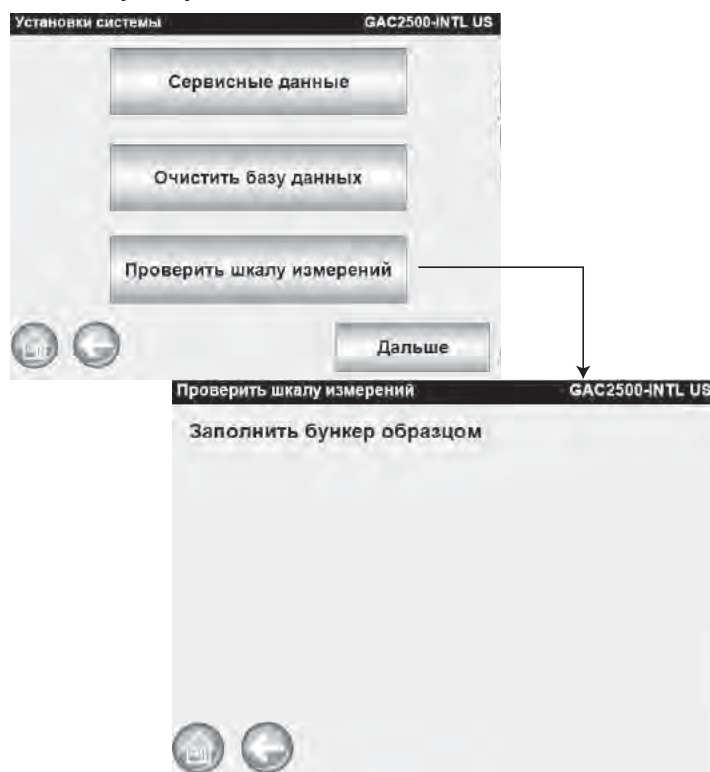 Установки системы GAC2500-INTL US
Сервисные данные
Очистить базу данных
Проверить шкалу измерений
Дальше
Проверить шкалу измерений GAC2500-INTL US
Заполнить бункер образцом